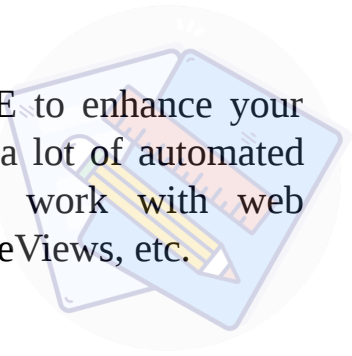 E to enhance your
a lot of automated
work with web
eViews, etc.